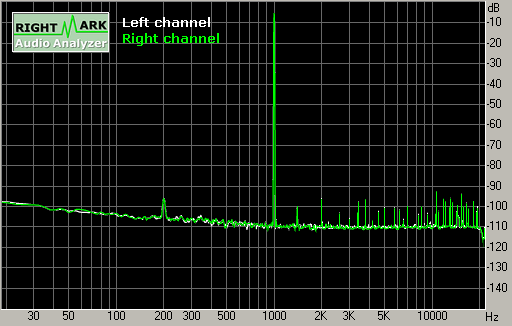 RIGHT MARK
Audio Analyzer
Left channel
Right channel
dB
-10
-20
-30
-40
-50
-60
-70
-80
-90
-100
-110
-120
-130
-140
30 50 100 200 300 500 1000 2K 3K 5K 10000 Hz